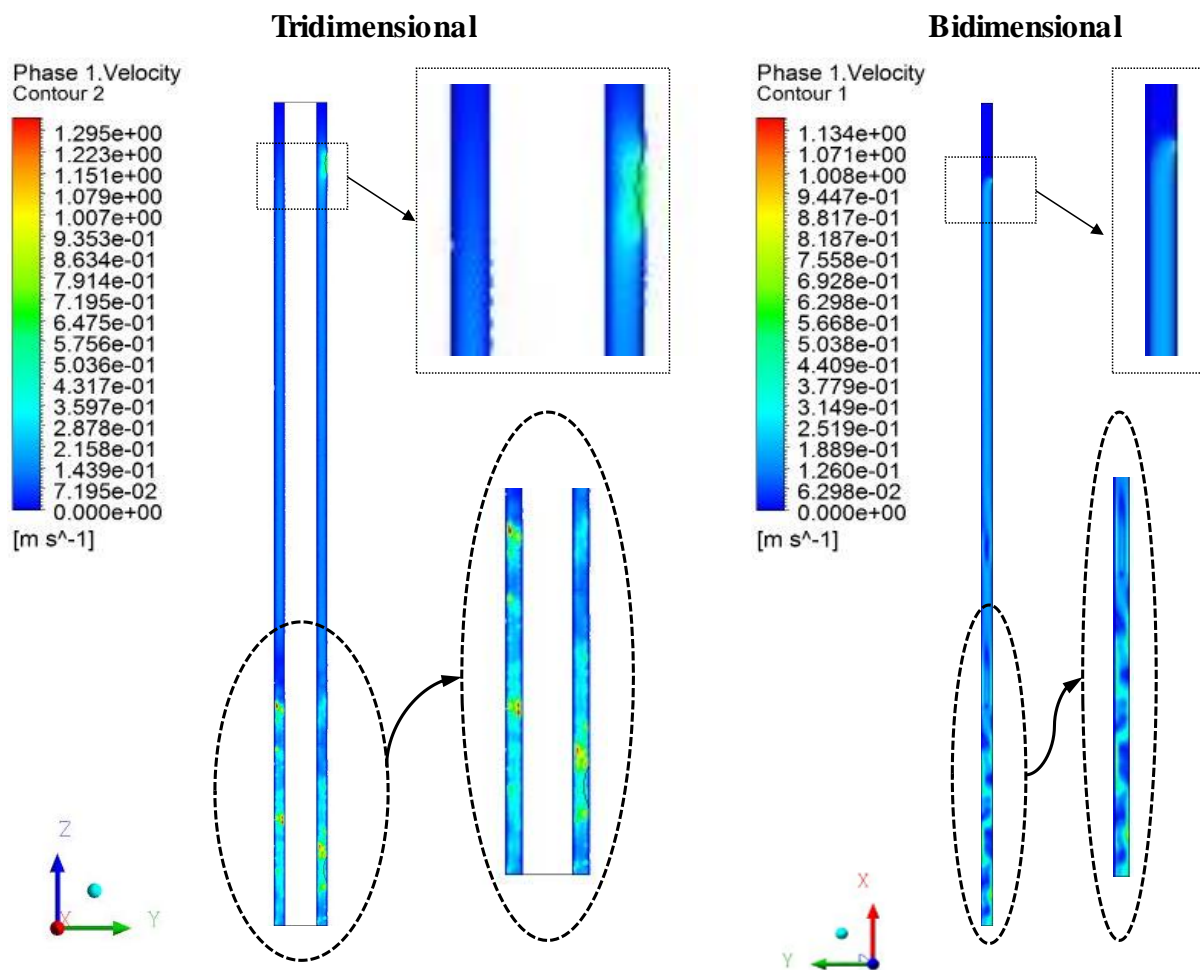 Tridimensional
Phase 1.Velocity
Contour 2
1.295e+00
1.223e+00
1.151e+00
1.079e+00
1.007e+00
9.353e-01
8.634e-01
7.914e-01
7.195e-01
6.475e-01
5.756e-01
5.036e-01
4.317e-01
3.597e-01
2.878e-01
2.158e-01
1.439e-01
7.195e-02
0.000e+00
[m s^-1]
Z
X
Y
Bidimensional
Phase 1.Velocity
Contour 1
1.134e+00
1.071e+00
1.008e+00
9.447e-01
8.817e-01
8.187e-01
7.558e-01
6.928e-01
6.298e-01
5.668e-01
5.038e-01
4.409e-01
3.779e-01
3.149e-01
2.519e-01
1.889e-01
1.260e-01
6.298e-02
0.000e+00
[m s^-1]
X
Y